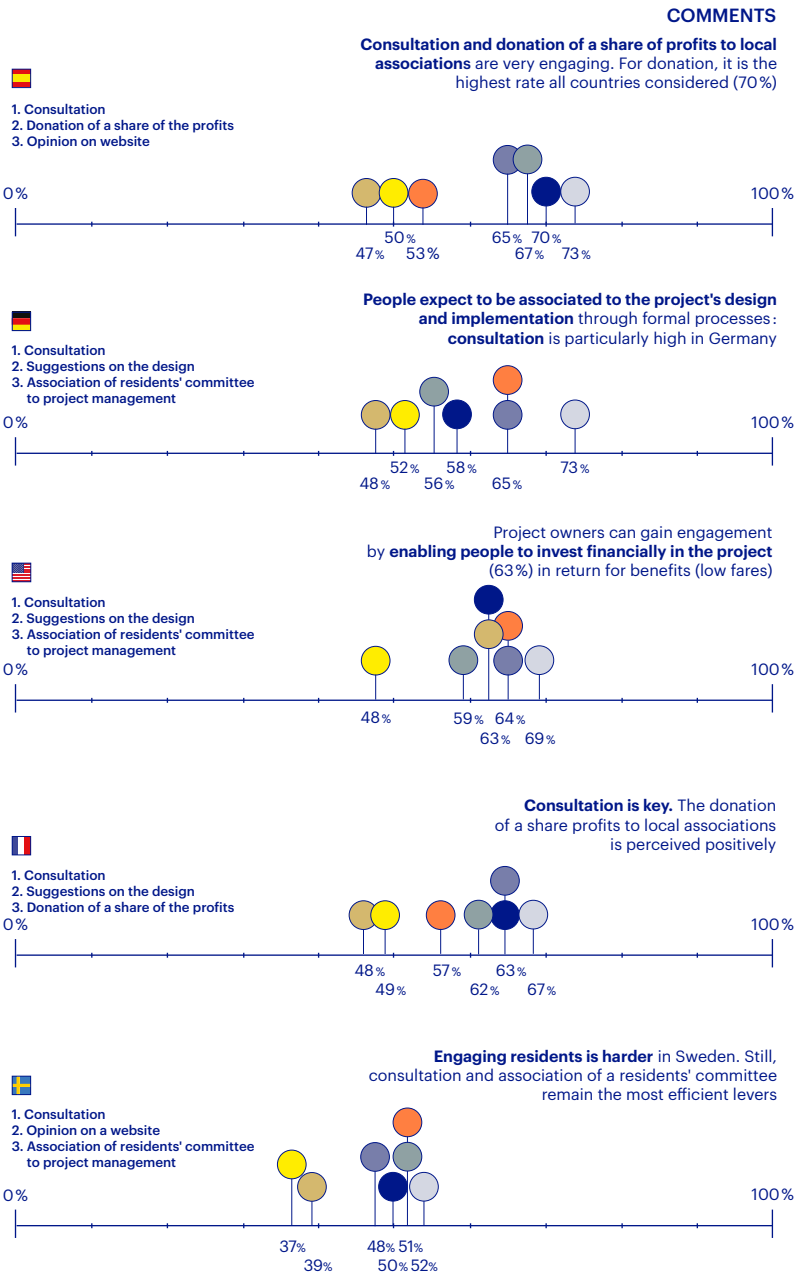 COMMENTS
Consultation and donation of a share of profits to local
associations are very engaging. For donation, it is the
highest rate all countries considered (70%)
1. Consultation
2. Donation of a share of the profits
3. Opinion on website
0%
100%
50%
65%
70%
47%
53%
67%
73%
People expect to be associated to the project's design
and implementation through formal processes:
consultation is particularly high in Germany
1. Consultation
2. Suggestions on the design
3. Association of residents' committee
to project management
0%
100%
52%
58%
73%
48%
56%
65%
Project owners can gain engagement
by enabling people to invest financially in the project
(63%) in return for benefits (low fares)
1. Consultation
2. Suggestions on the design
3. Association of residents' committee
to project management
0%
100%
48%
59%
64%
63%
69%
Consultation is key. The donation
of a share profits to local associations
is perceived positively
1. Consultation
2. Suggestions on the design
3. Donation of a share of the profits
0%
100%
48%
57%
63%
49%
62%
67%
Engaging residents is harder in Sweden. Still,
consultation and association of a residents' committee
remain the most efficient levers
1. Consultation
2. Opinion on a website
3. Association of residents' committee
to project management
0%
100%
37%
48%
51%
39%
50%
52%